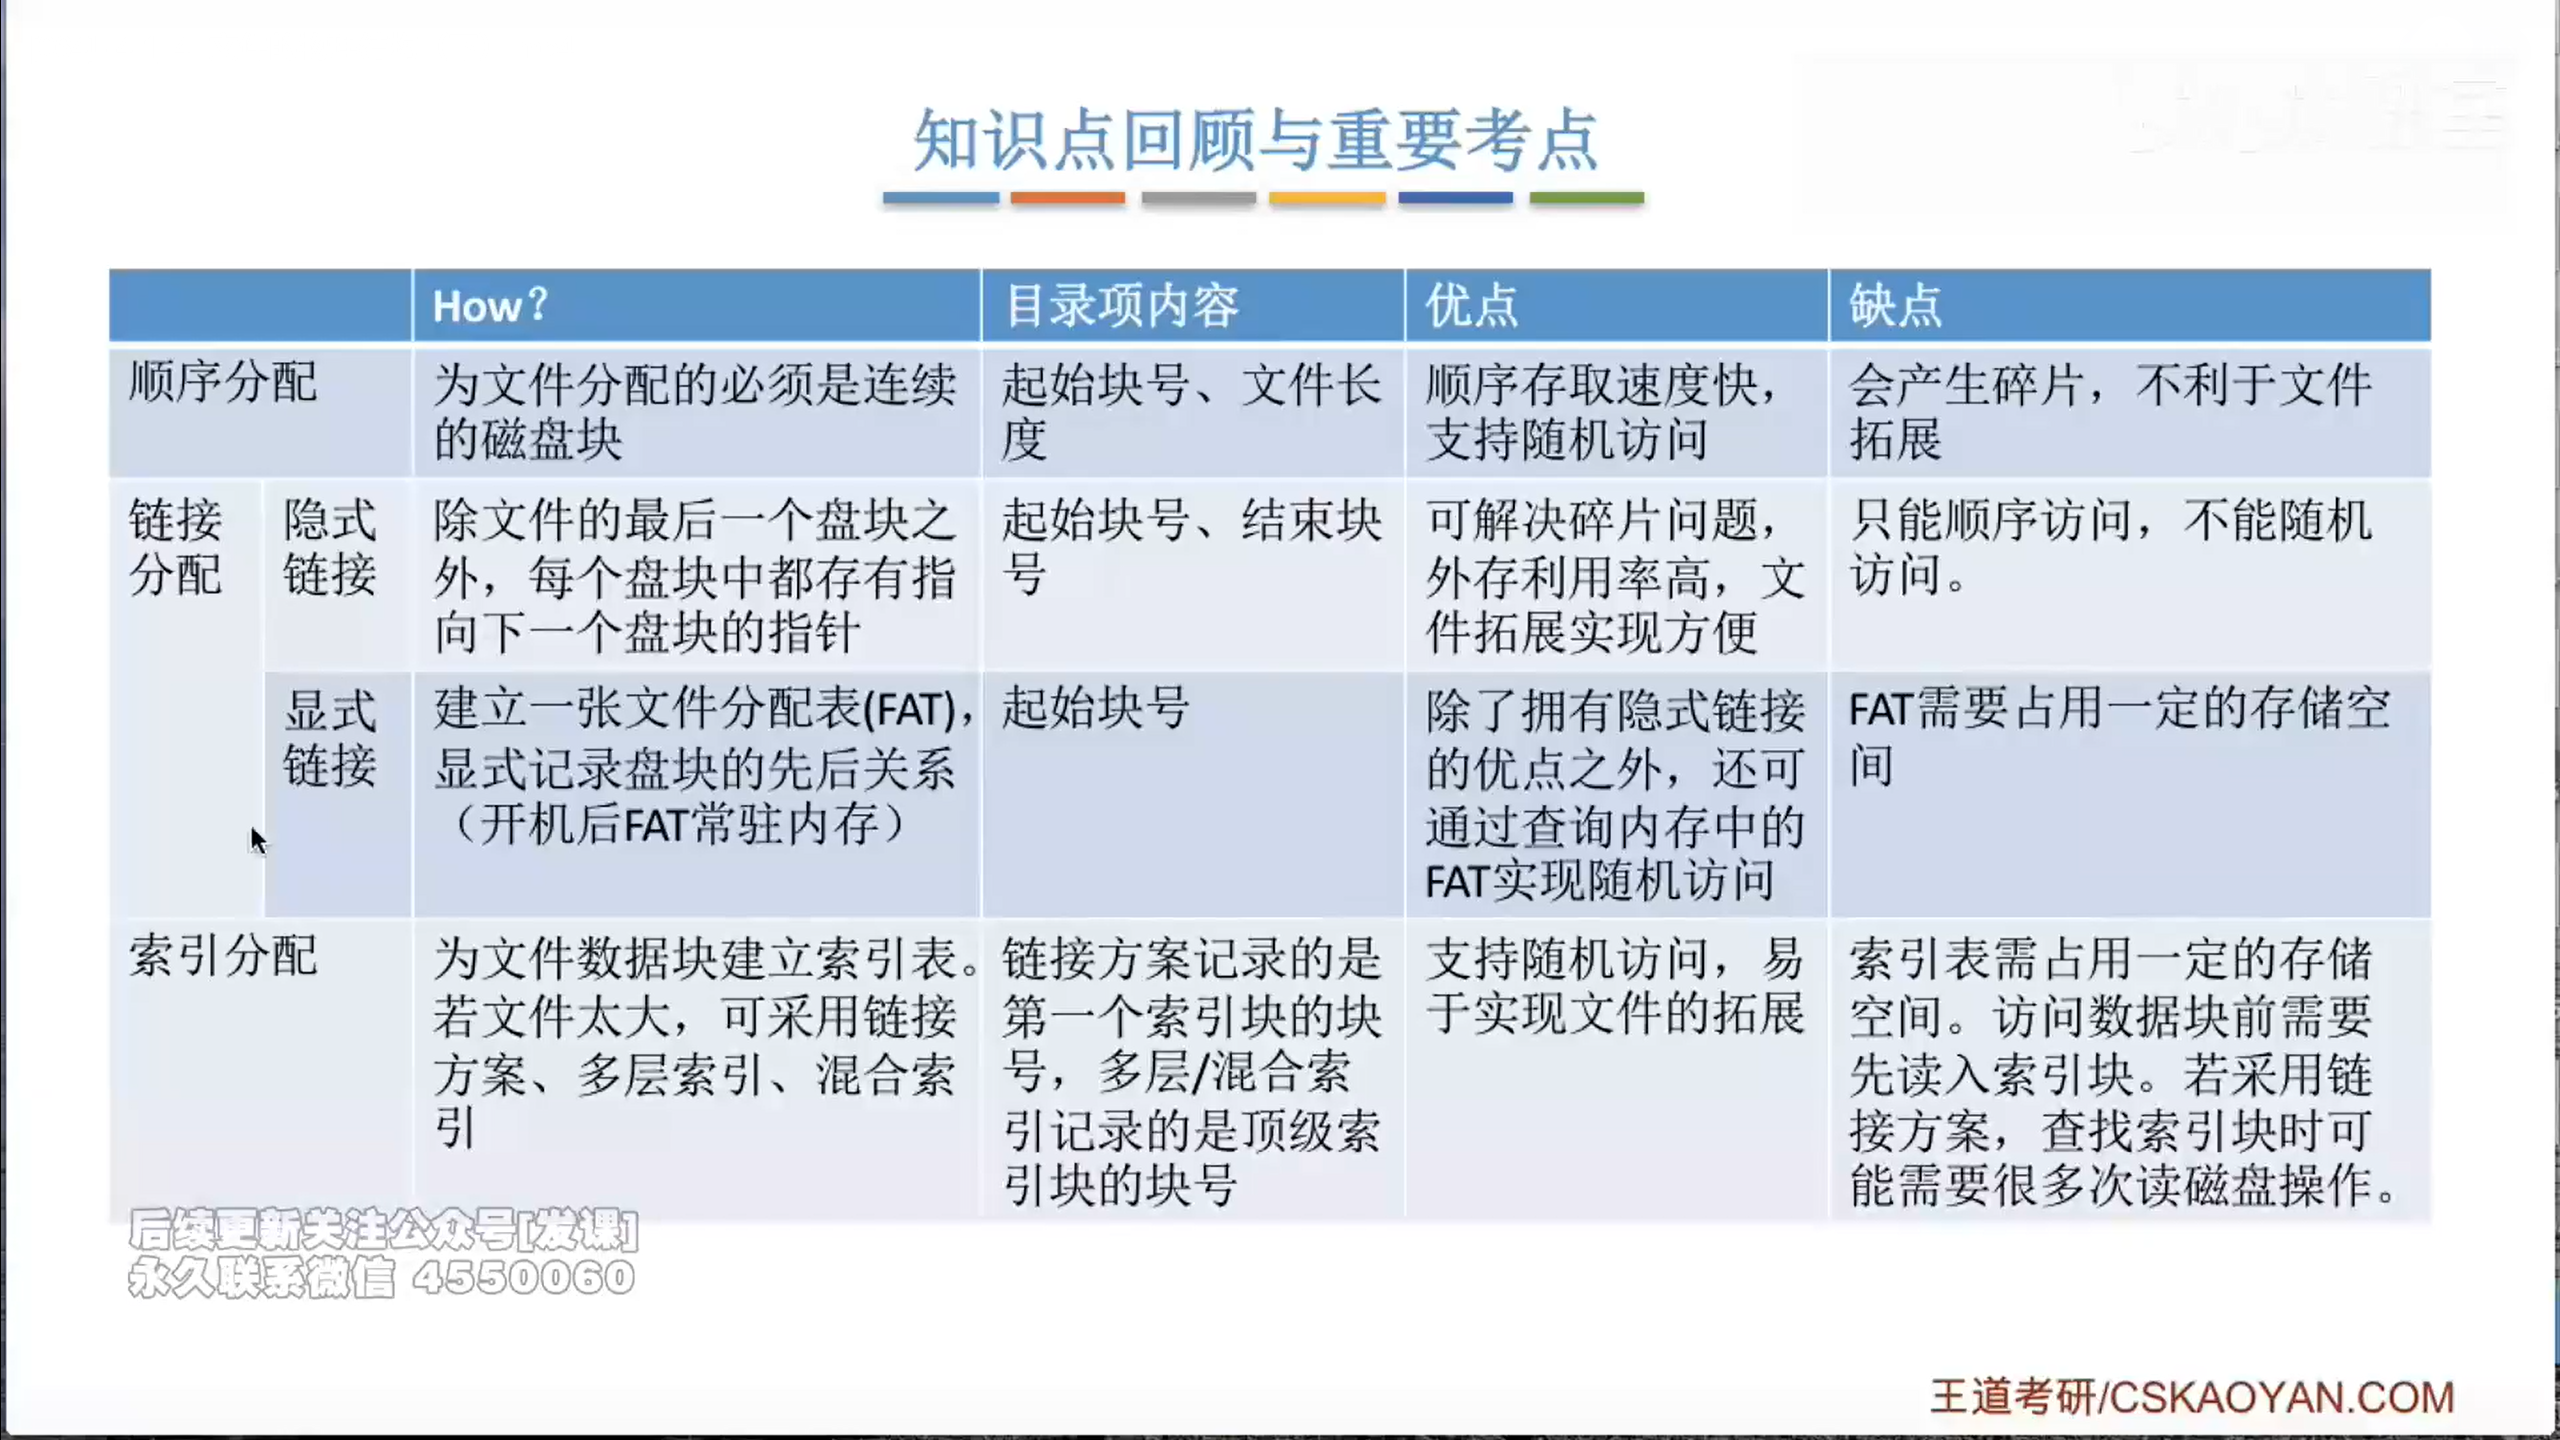 知识点回顾与重要考点
How？
目录项内容
优点
缺点
顺序分配
为文件分配的必须是连续
的磁盘块
起始块号、文件长
度
顺序存取速度快，
支持随机访问
会产生碎片，不利于文件
拓展
链接
分配
隐式
链接
除文件的最后一个盘块之
外，每个盘块中都存有指
向下一个盘块的指针
起始块号、结束块
号
可解决碎片问题，
外存利用率高，文
件拓展实现方便
只能顺序访问，不能随机
访问。
显式
链接
建立一张文件分配表(FAT)，
显式记录盘块的先后关系
（开机后FAT常驻内存）
起始块号
除了拥有隐式链接
的优点之外，还可
通过查询内存中的
FAT实现随机访问
FAT需要占用一定的存储空
间
索引分配
为文件数据块建立索引表。
若文件太大，可采用链接
方案、多层索引、混合索
引
链接方案记录的是
第一个索引块的块
号，多层/混合索
引记录的是顶级索
引块的块号
支持随机访问，易
于实现文件的拓展
索引表需占用一定的存储
空间。访问数据块前需要
先读入索引块。若采用链
接方案，查找索引块时可
能需要很多次读磁盘操作。
后续更新关注公众号[发课]
永久联系微信 4550060
王道考研/CSKAOYAN.COM